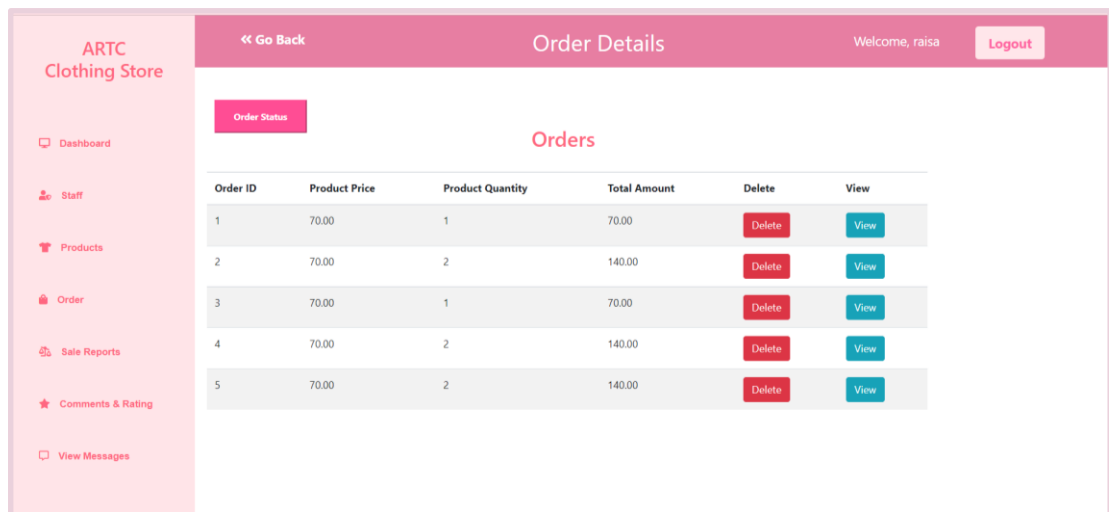 ARTC
Clothing Store
Go Back
Order Details
Welcome, raisa
Logout
Dashboard
Staff
Products
Order
Sale Reports
Comments & Rating
View Messages
Order Status
Orders
Order ID Product Price Product Quantity Total Amount Delete View
1 70.00 1 70.00 Delete View
2 70.00 2 140.00 Delete View
3 70.00 1 70.00 Delete View
4 70.00 2 140.00 Delete View
5 70.00 2 140.00 Delete View